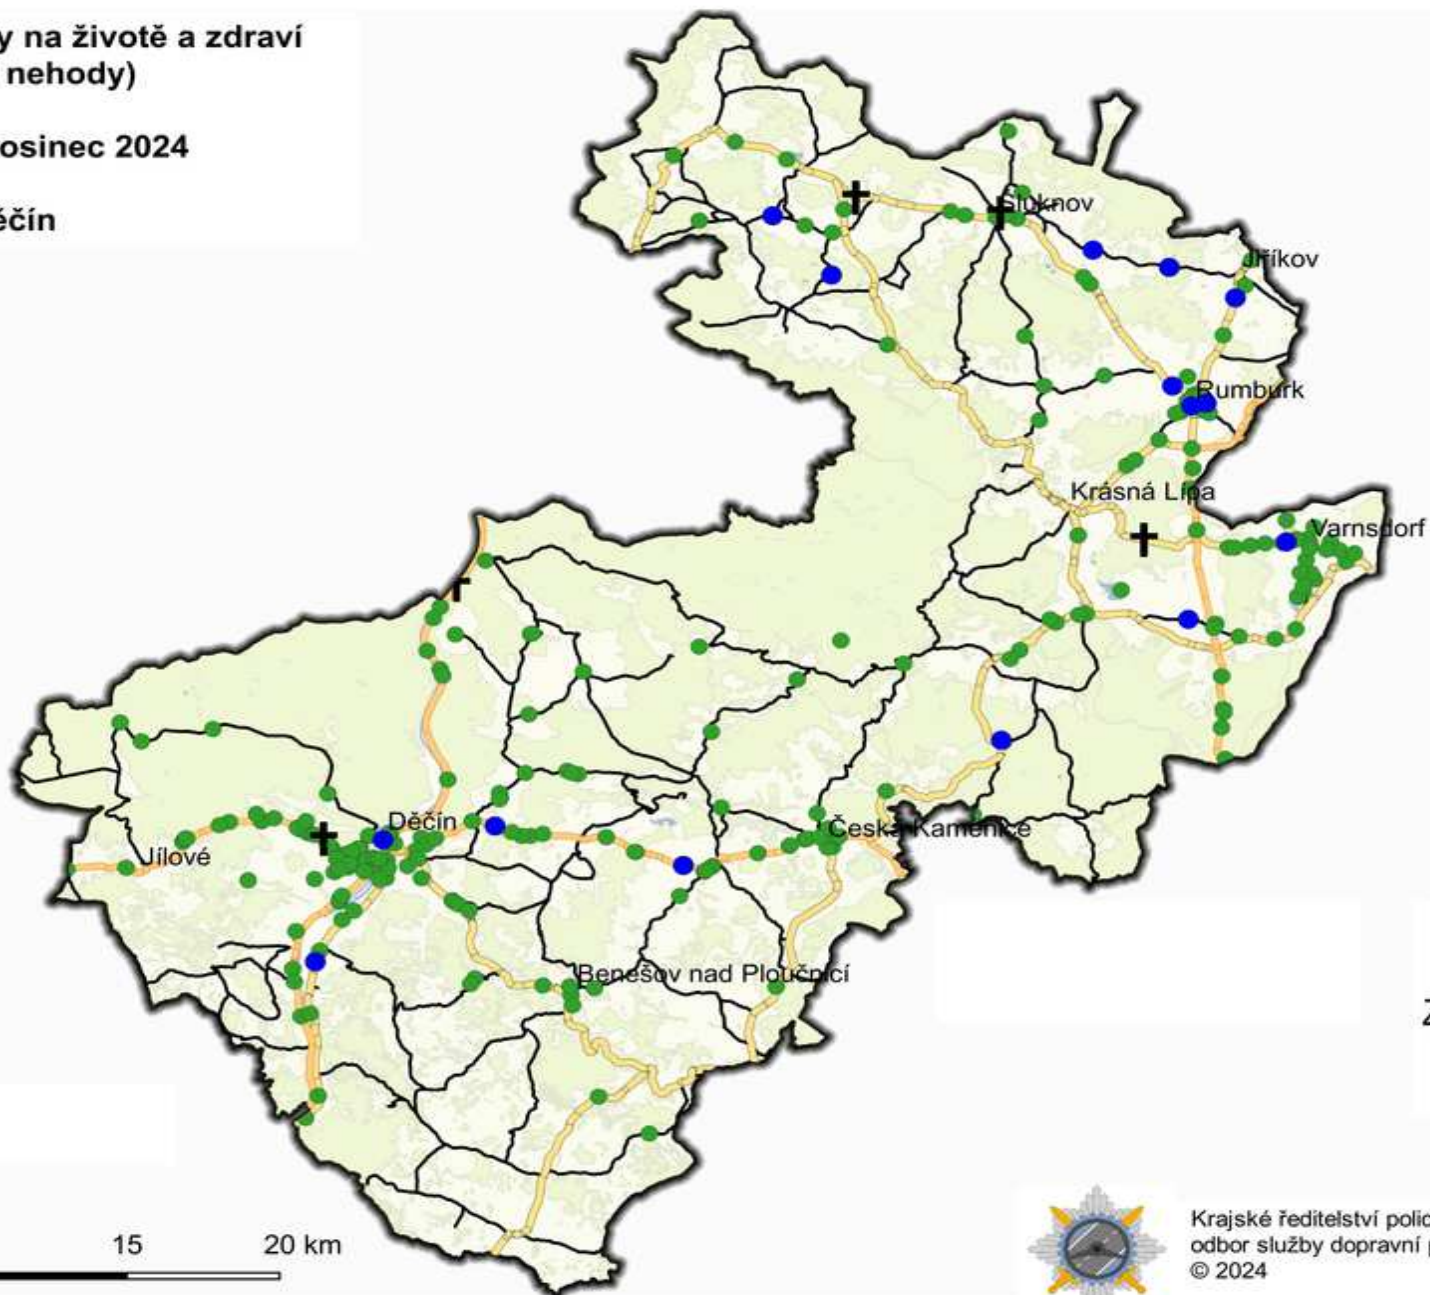 y na životě a zdraví
nehody)
osinec 2024
ěčín
Šluknov
Jiříkov
Rumburk
Krásná Lípa
Varnsdorf
Děčín
Česká Kamenice
Jílové
Benešov nad Ploučnicí
Z
15 20 km
Krajské ředitelství polic
odbor služby dopravní p
© 2024